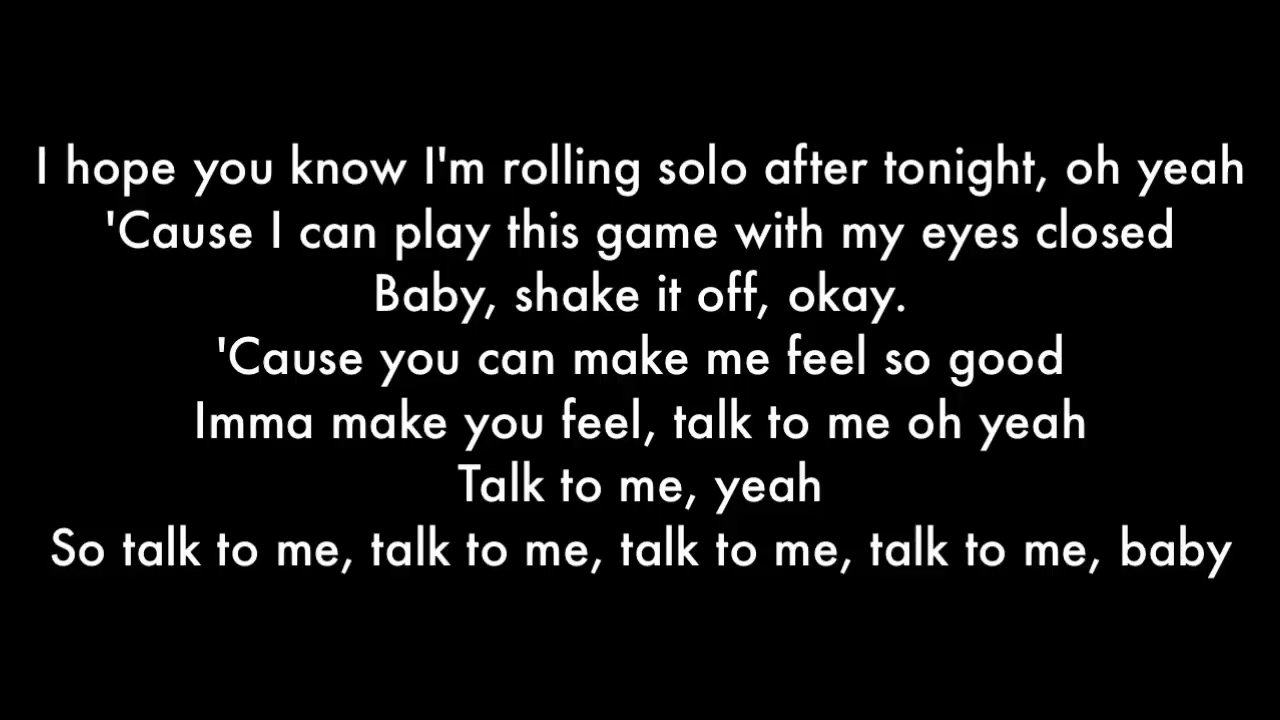 I hope you know I'm rolling solo after tonight, oh yeah
'Cause I can play this game with my eyes closed
Baby, shake it off, okay.
'Cause you can make me feel so good
Imma make you feel, talk to me oh yeah
Talk to me, yeah
So talk to me, talk to me, talk to me, talk to me, baby